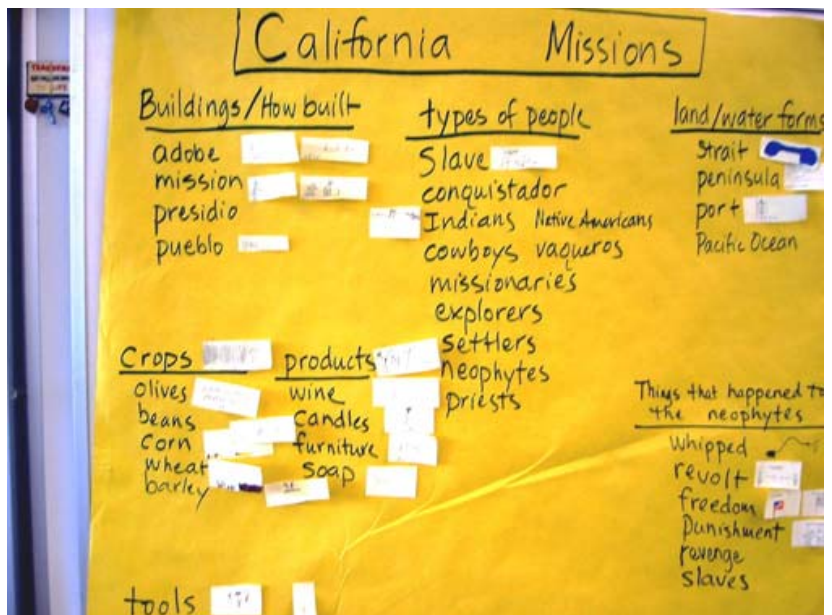 California Missions
Buildings/How built
adobe
mission
presidio
pueblo
types of people
Slave
conquistador
Indians Native Americans
cowboys vaqueros
missionaries
explorers
settlers
neophytes
priests
land/water forms
strait
peninsula
port
Pacific Ocean
Crops
olives
beans
corn
wheat
barley
products
wine
candles
furniture
soap
Things that happened to
the neophytes
whipped
revolt
freedom
Punishment
revenge
slaves
tools